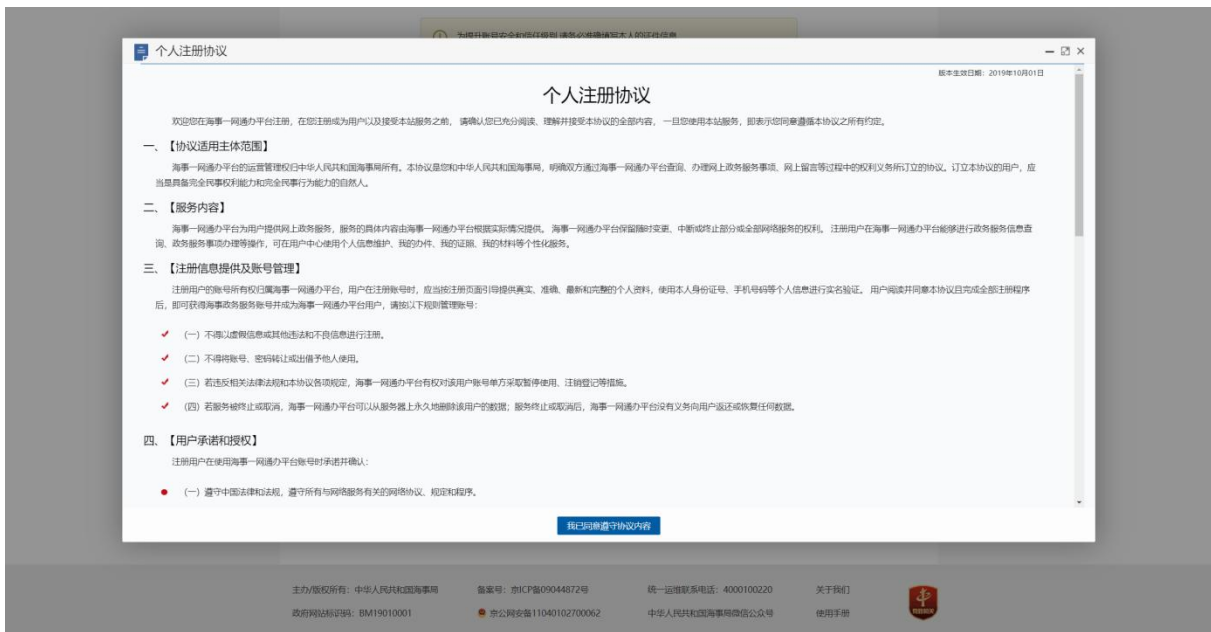 为提升账号安全和信任级别,请务必准确填写本人的证件信息
个人注册协议
版本生效日期：2019年10月01日
个人注册协议
欢迎您在海事一网通办平台注册，在您注册成为用户以及接受本站服务之前，请确认您已充分阅读、理解并接受本协议的全部内容，一旦您使用本站服务，即表示您同意遵循本协议之所有约定。
一、【协议适用主体范围】
海事一网通办平台的运营管理权归中华人民共和国海事局所有。本协议是您和中华人民共和国海事局，明确双方通过海事一网通办平台查询、办理网上政务服务事项、网上留言等过程中的权利义务所订立的协议。订立本协议的用户，应
当是具备完全民事权利能力和完全民事行为能力的自然人。
二、【服务内容】
海事一网通办平台为用户提供网上政务服务，服务的具体内容由海事一网通办平台根据实际情况提供。 海事一网通办平台保留随时变更、中断或终止部分或全部网络服务的权利。 注册用户在海事一网通办平台能够进行政务服务信息查
询、政务服务事项办理等操作，可在用户中心使用个人信息维护、我的办件、我的证照、我的材料等个性化服务。
三、【注册信息提供及账号管理】
注册用户的账号所有权归属海事一网通办平台，用户在注册账号时，应当按注册页面引导提供真实、准确、最新和完整的个人资料，使用本人身份证号、手机号码等个人信息进行实名验证。 用户阅读并同意本协议且完成全部注册程序
后，即可获得海事政务服务账号并成为海事一网通办平台用户，请按以下规则管理账号：
（一）不得以虚假信息或其他违法和不良信息进行注册。
（二）不得将账号、密码转让或出借予他人使用。
（三）若违反相关法律法规和本协议各项规定，海事一网通办平台有权对该用户账号单方采取暂停使用、注销登记等措施。
（四）若服务被终止或取消，海事一网通办平台可以从服务器上永久地删除该用户的数据；服务终止或取消后，海事一网通办平台没有义务向用户返还或恢复任何数据。
四、【用户承诺和授权】
注册用户在使用海事一网通办平台账号时承诺并确认：
（一）遵守中国法律和法规，遵守所有与网络服务有关的网络协议、规定和程序。
我已同意遵守协议内容
主办/版权所有：中华人民共和国海事局 备案号：京ICP备09044872号 统一运维联系电话：4000100220 关于我们
政府网站标识码：BM19010001 京公网安备11040102700062 中华人民共和国海事局微信公众号 使用手册